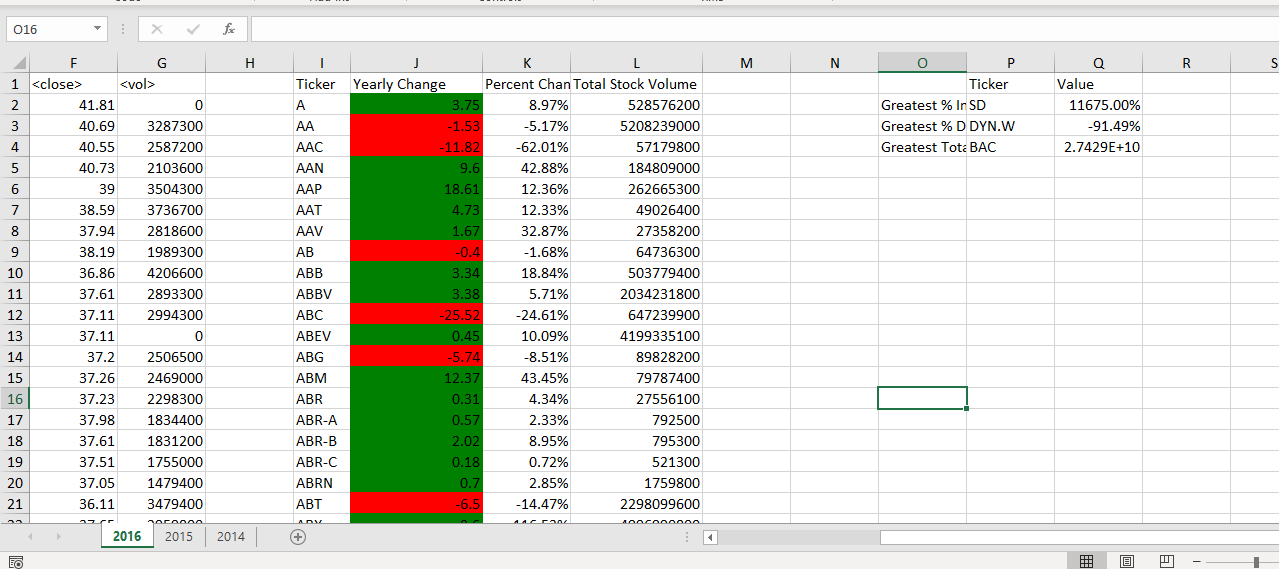 O16 fx
F G H I J K L M N O P Q R S
1 <close> <vol> Ticker Yearly Change Percent Chan Total Stock Volume Ticker Value
2 41.81 0 A 3.75 8.97% 528576200 Greatest % In SD 11675.00%
3 40.69 3287300 AA -1.53 -5.17% 5208239000 Greatest % D DYN.W -91.49%
4 40.55 2587200 AAC -11.82 -62.01% 57179800 Greatest Tota BAC 2.7429E+10
5 40.73 2103600 AAN 9.6 42.88% 184809000
6 39 3504300 AAP 18.61 12.36% 262665300
7 38.59 3736700 AAT 4.73 12.33% 49026400
8 37.94 2818600 AAV 1.67 32.87% 27358200
9 38.19 1989300 AB -0.4 -1.68% 64736300
10 36.86 4206600 ABB 3.34 18.84% 503779400
11 37.61 2893300 ABBV 3.38 5.71% 2034231800
12 37.11 2994300 ABC -25.52 -24.61% 647239900
13 37.11 0 ABEV 0.45 10.09% 4199335100
14 37.2 2506500 ABG -5.74 -8.51% 89828200
15 37.26 2469000 ABM 12.37 43.45% 79787400
16 37.23 2298300 ABR 0.31 4.34% 27556100
17 37.98 1834400 ABR-A 0.57 2.33% 792500
18 37.61 1831200 ABR-B 2.02 8.95% 795300
19 37.51 1755000 ABR-C 0.18 0.72% 521300
20 37.05 1479400 ABRN 0.7 2.85% 1759800
21 36.11 3479400 ABT -6.5 -14.47% 2298099600
2016 2015 2014